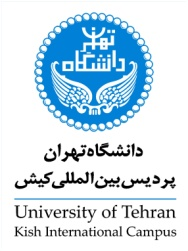 دانشگاه
تهران
دانشگاه تهران
پردیس بین‌المللی کیش
University of Tehran
Kish International Campus